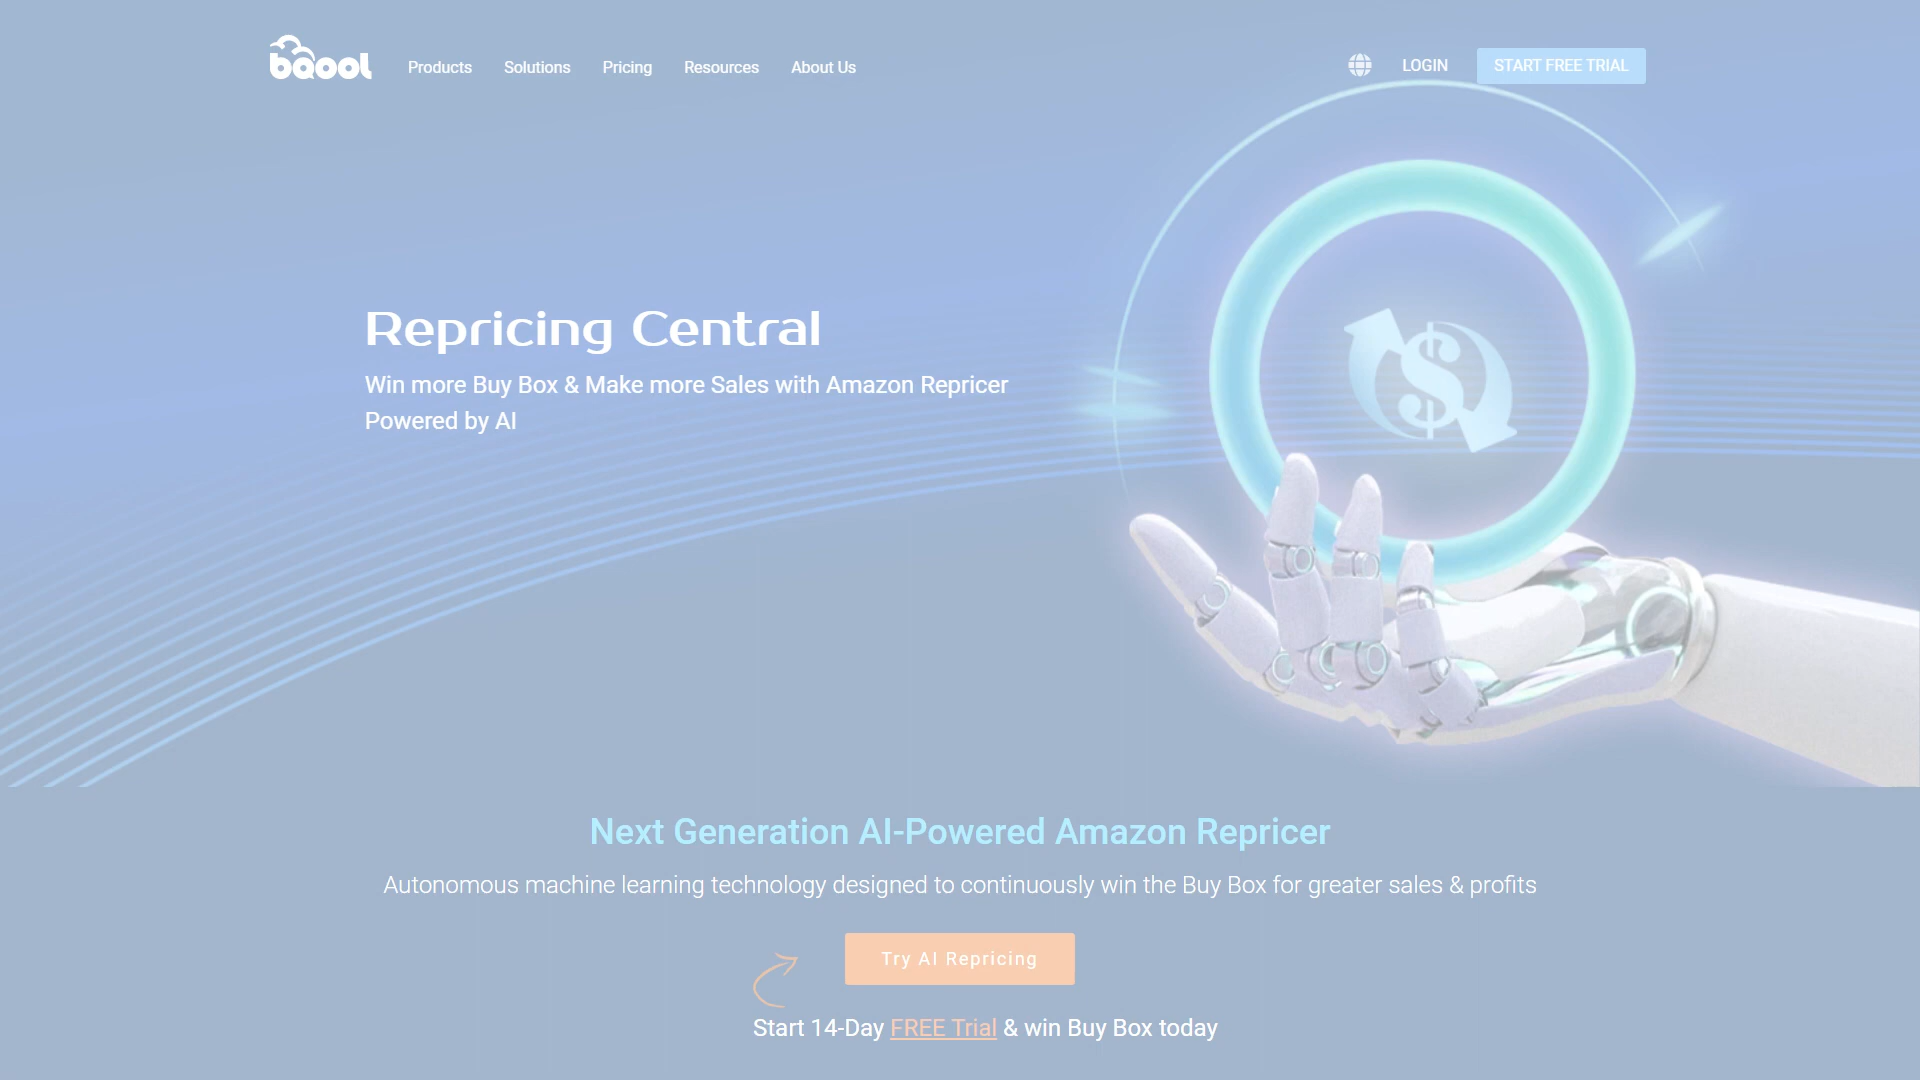 bqool
Products
Solutions
Pricing
Resources
About Us
LOGIN
START FREE TRIAL
Repricing Central
Win more Buy Box & Make more Sales with Amazon Repricer
Powered by AI
$
Next Generation AI-Powered Amazon Repricer
Autonomous machine learning technology designed to continuously win the Buy Box for greater sales & profits
Try AI Repricing
Start 14-Day FREE Trial & win Buy Box today